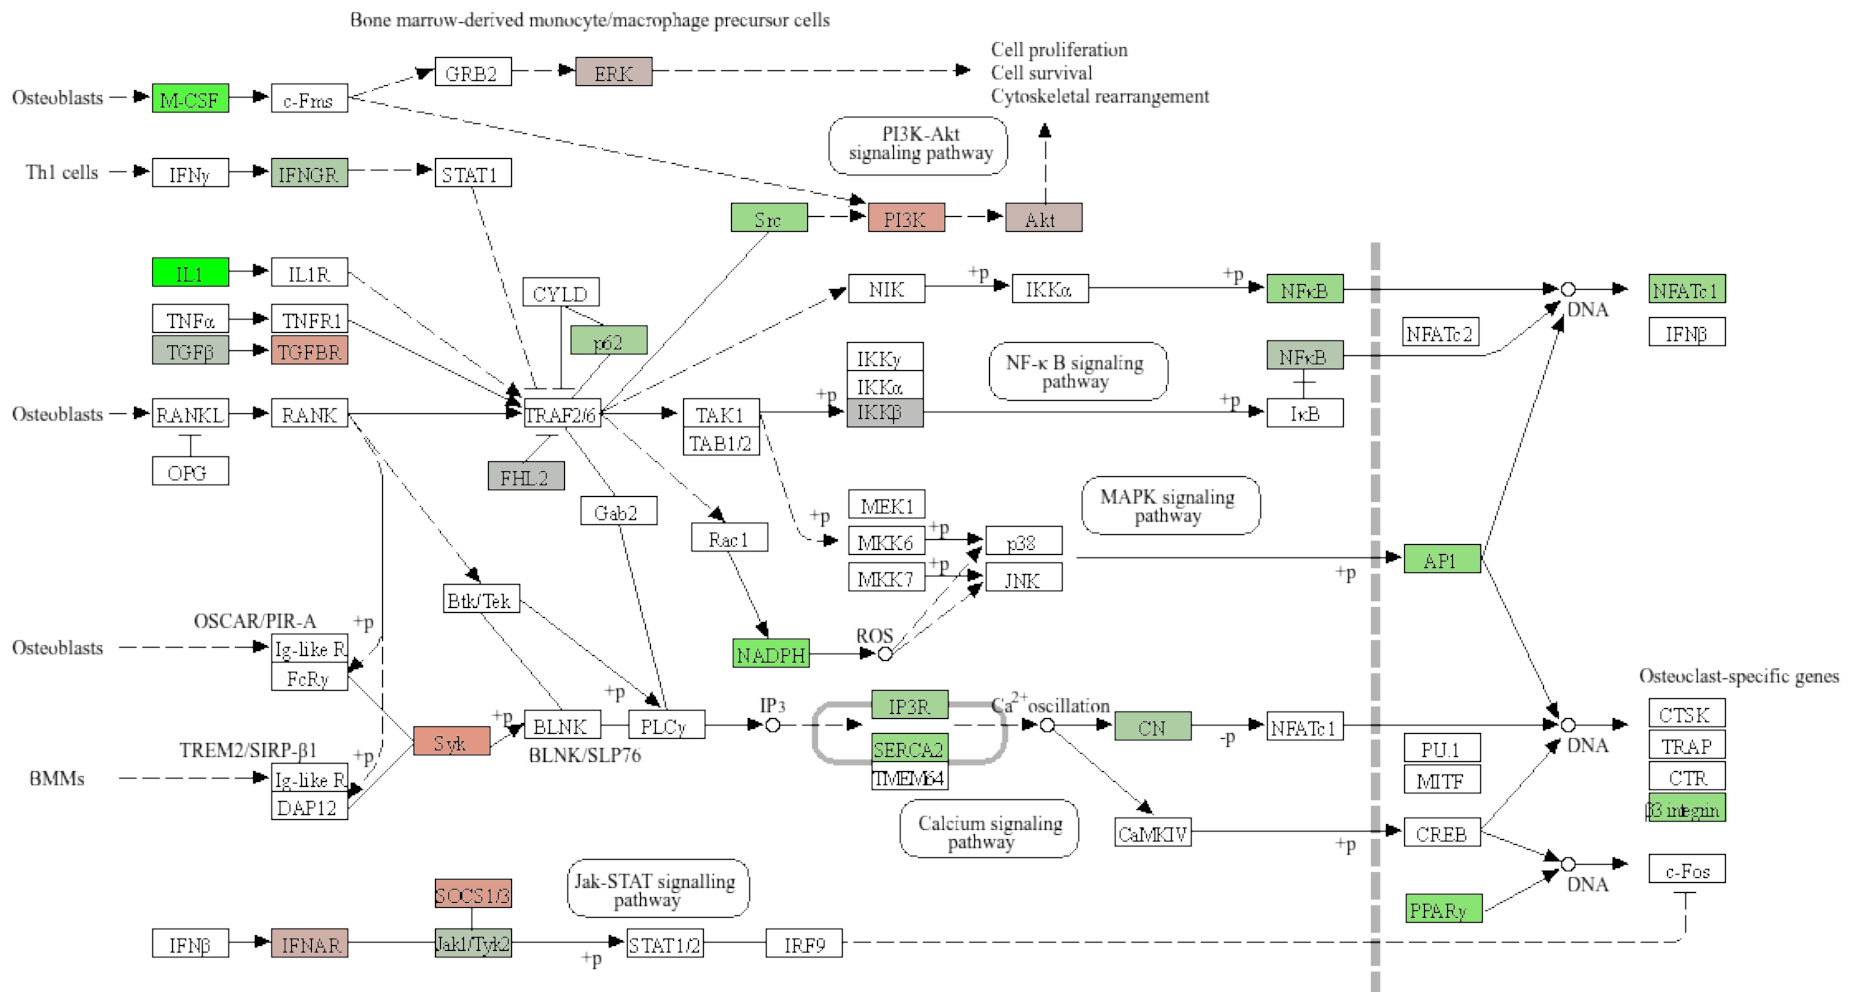 Bone marrow-derived monocyte/macrophage precursor cells
Osteoblasts
M-CSF
c-Fms
GRB2
ERK
Cell proliferation
Cell survival
Cytoskeletal rearrangement
PI3K-Akt
signaling pathway
Th1 cells
IFNγ
IFNGR
STAT1
Src
PI3K
Akt
IL1
IL1R
CYLD
NIK
+p
IKKα
+p
NFκB
DNA
NFATc1
TNFα
TNFR1
p62
NFATc2
IFNβ
TGFβ
TGFBR
IKKγ
IKKα
IKKβ
NF-κ B signaling
pathway
NFκB
Osteoblasts
RANKL
RANK
TRAF2/6
TAK1
TAB1/2
+p
+p
IκB
OPG
FHL2
Gab2
Rac1
+p
MEK1
MKK6
+p
p38
MKK7
+p
JNK
MAPK signaling
pathway
+p
AP1
Btk/Tek
OSCAR/PIR-A
+p
Osteoblasts
Ig-like R
FcRγ
NADPH
ROS
Syk
+p
BLNK
BLNK/SLP76
+p
PLCγ
IP3
IP3R
SERCA2
TMEM64
Ca2+ oscillation
CN
-p
NFATc1
DNA
Osteoclast-specific genes
CTSK
TRAP
CTR
β3 integrin
PU.1
MITF
TREM2/SIRP-β1
+p
BMMs
Ig-like R
DAP12
Calcium signaling
pathway
CaMKIV
+p
CREB
DNA
c-Fos
PPARγ
SOCS1/3
Jak-STAT signalling
pathway
IFNβ
IFNAR
Jak1/Tyk2
+p
STAT1/2
IRF9